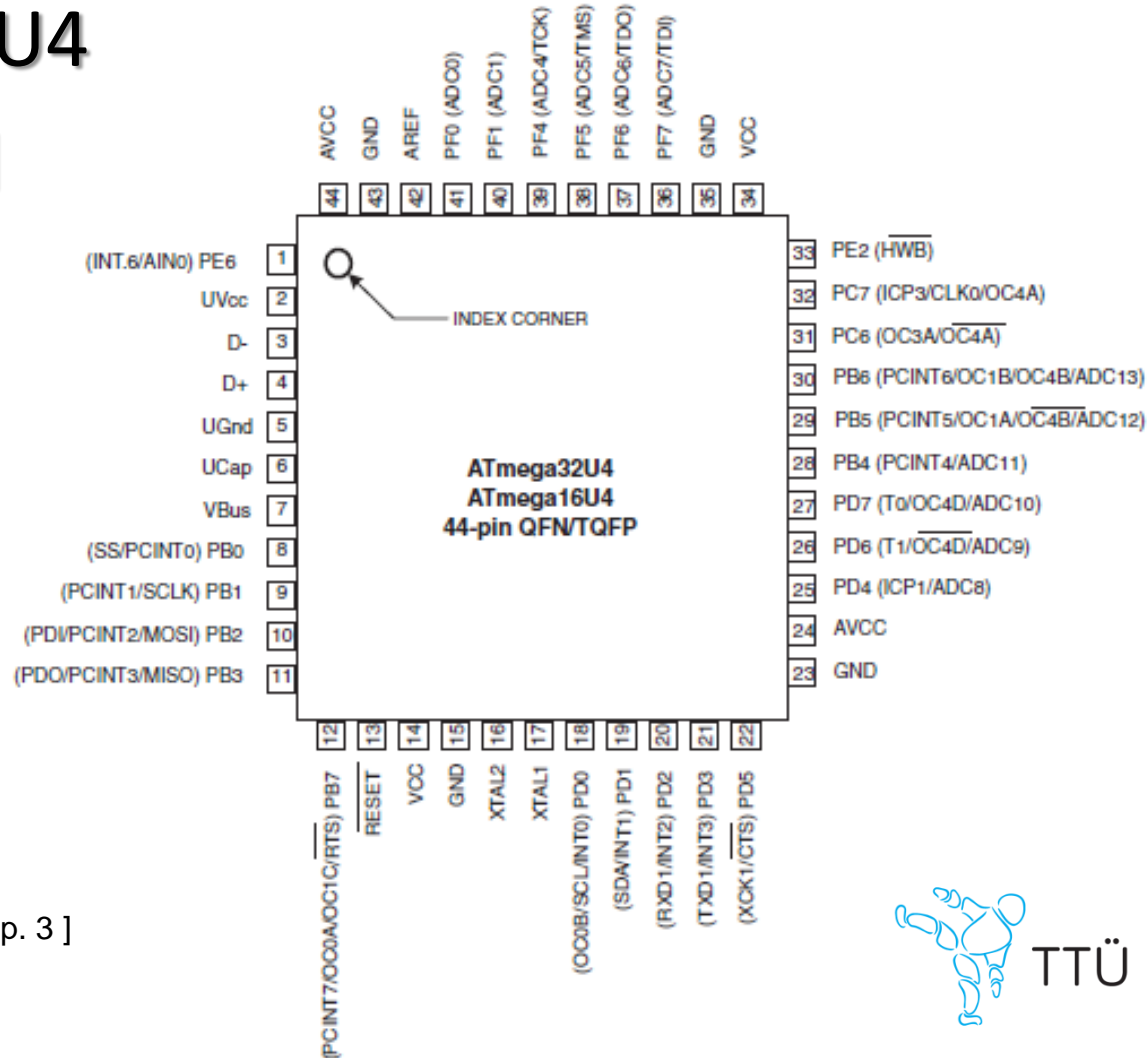 U4
AVCC
GND
AREF
PF0 (ADC0)
PF1 (ADC1)
PF4 (ADC4/TCK)
PF5 (ADC5/TMS)
PF6 (ADC6/TDO)
PF7 (ADC7/TDI)
GND
VCC
44
43
42
41
40
39
38
37
36
35
34
(INT.6/AIN0) PE6 1
UVcc 2
D- 3
D+ 4
UGnd 5
UCap 6
VBus 7
(SS/PCINT0) PB0 8
(PCINT1/SCLK) PB1 9
(PDI/PCINT2/MOSI) PB2 10
(PDO/PCINT3/MISO) PB3 11
INDEX CORNER
ATmega32U4
ATmega16U4
44-pin QFN/TQFP
33 PE2 (HWB)
32 PC7 (ICP3/CLK0/OC4A)
31 PC6 (OC3A/OC4A)
30 PB6 (PCINT6/OC1B/OC4B/ADC13)
29 PB5 (PCINT5/OC1A/OC4B/ADC12)
28 PB4 (PCINT4/ADC11)
27 PD7 (T0/OC4D/ADC10)
26 PD6 (T1/OC4D/ADC9)
25 PD4 (ICP1/ADC8)
24 AVCC
23 GND
12
13
14
15
16
17
18
19
20
21
22
(PCINT7/OC0A/OC1C/RTS) PB7
RESET
VCC
GND
XTAL2
XTAL1
(OC0B/SCL/INT0) PD0
(SDA/INT1) PD1
(RXD1/INT2) PD2
(TXD1/INT3) PD3
(XCK1/CTS) PD5
p. 3 ]
TTÜ